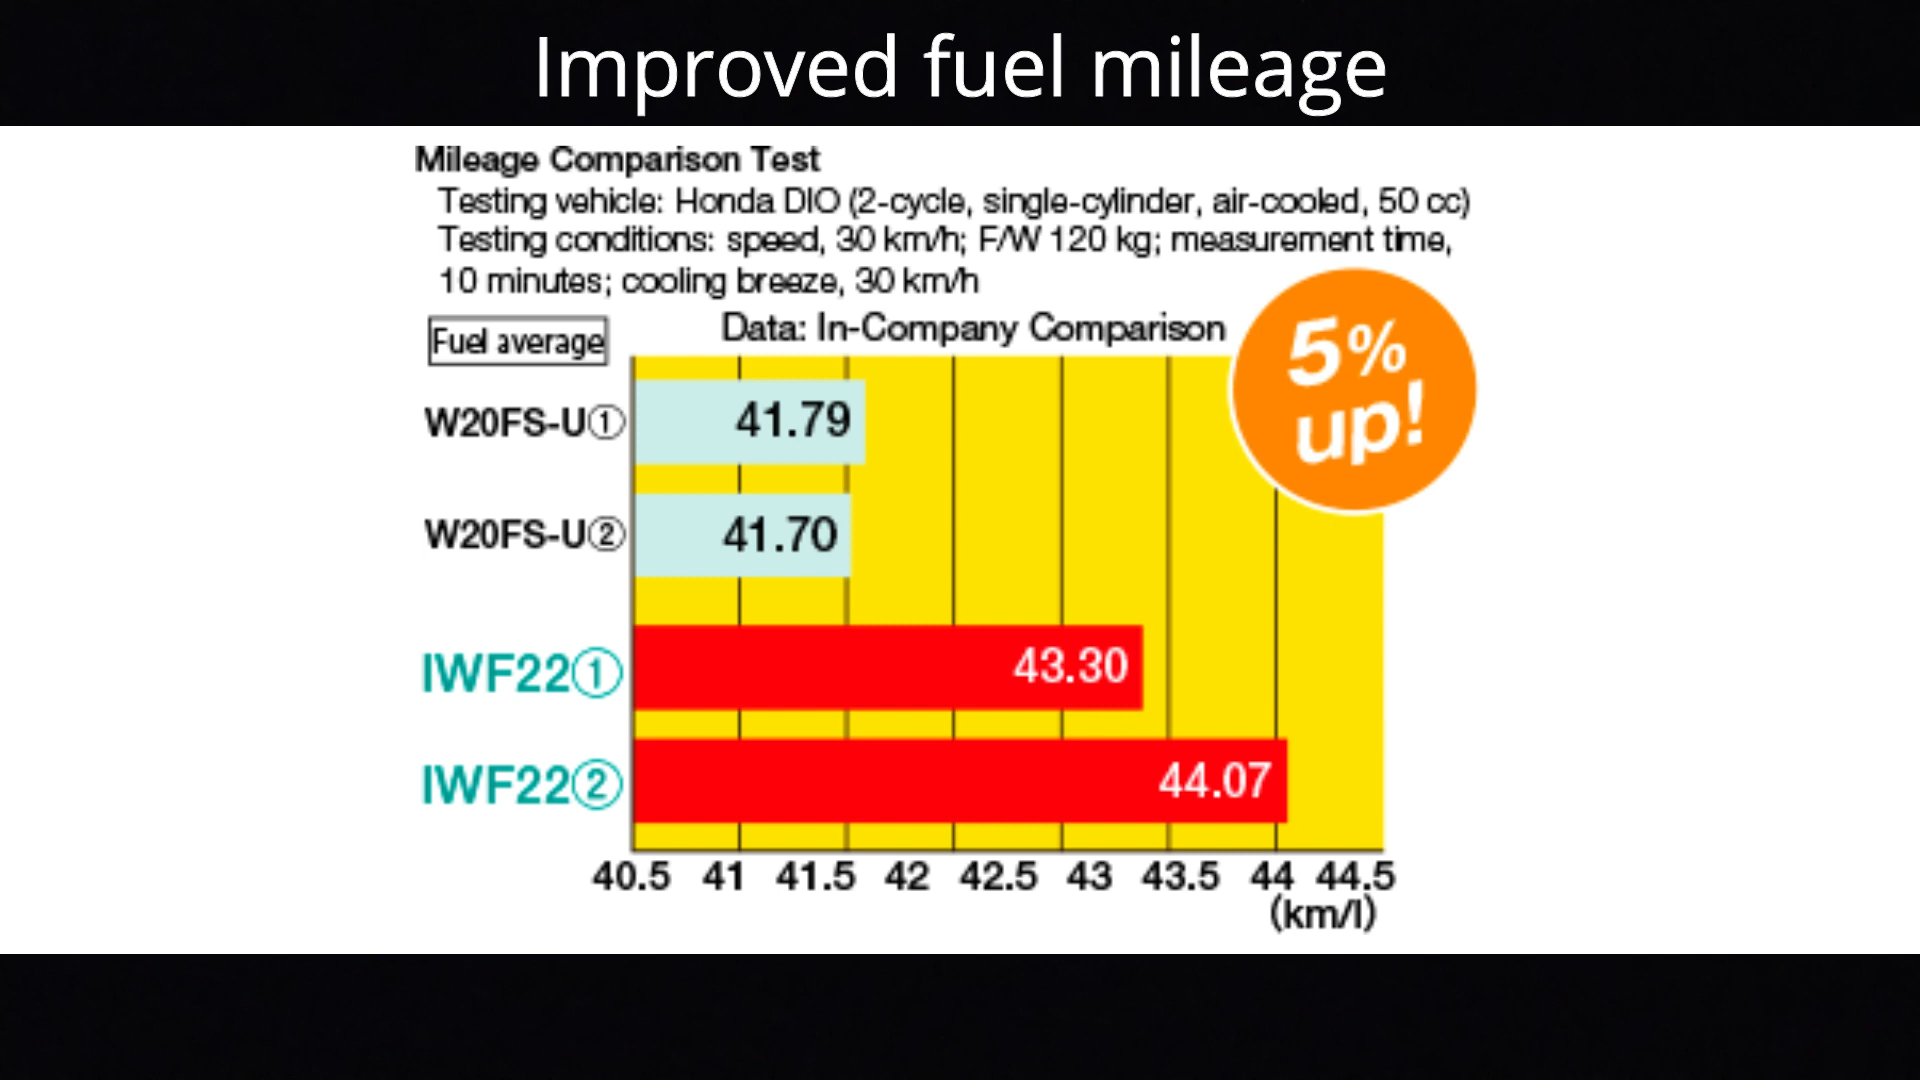 Improved fuel mileage
Mileage Comparison Test
Testing vehicle: Honda DIO (2-cycle, single-cylinder, air-cooled, 50 cc)
Testing conditions: speed, 30 km/h; F/W 120 kg; measurement time,
10 minutes; cooling breeze, 30 km/h
Data: In-Company Comparison
5%
up!
Fuel average
W20FS-U① 41.79
W20FS-U② 41.70
IWF22① 43.30
IWF22② 44.07
40.5 41 41.5 42 42.5 43 43.5 44 44.5
(km/l)